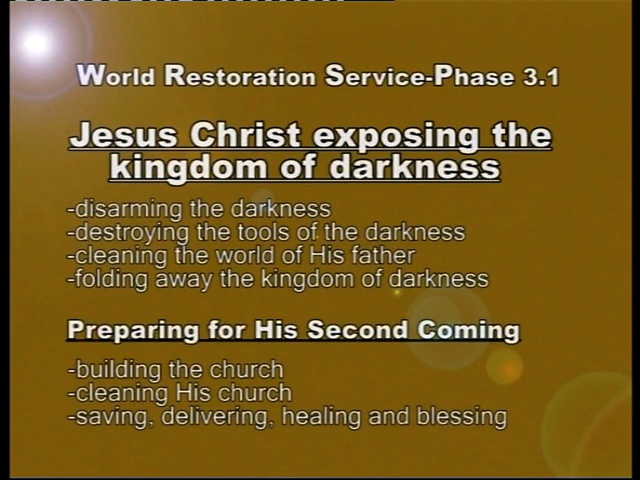 World Restoration Service-Phase 3.1
Jesus Christ exposing the
kingdom of darkness
-disarming the darkness
-destroying the tools of the darkness
-cleaning the world of His father
-folding away the kingdom of darkness
Preparing for His Second Coming
-building the church
-cleaning His church
-saving, delivering, healing and blessing